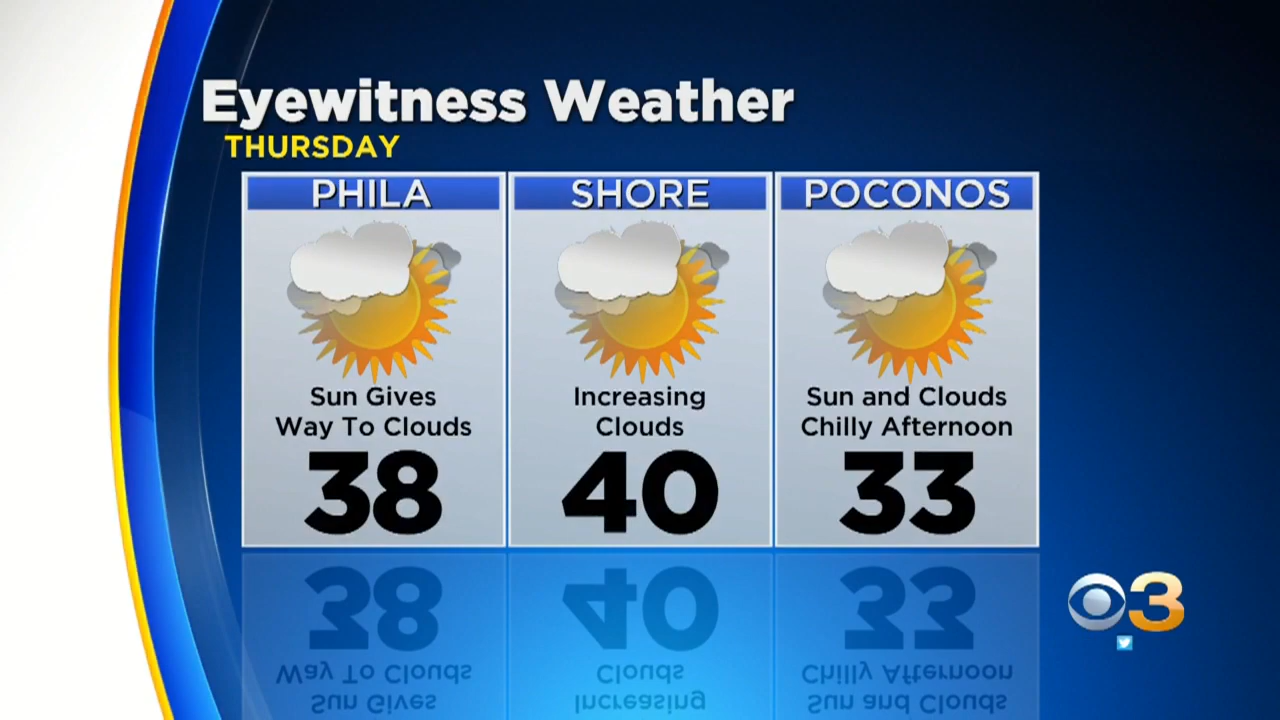 Eyewitness Weather
THURSDAY
PHILA
Sun Gives
Way To Clouds
38
SHORE
Increasing
Clouds
40
POCONOS
Sun and Clouds
Chilly Afternoon
33
3